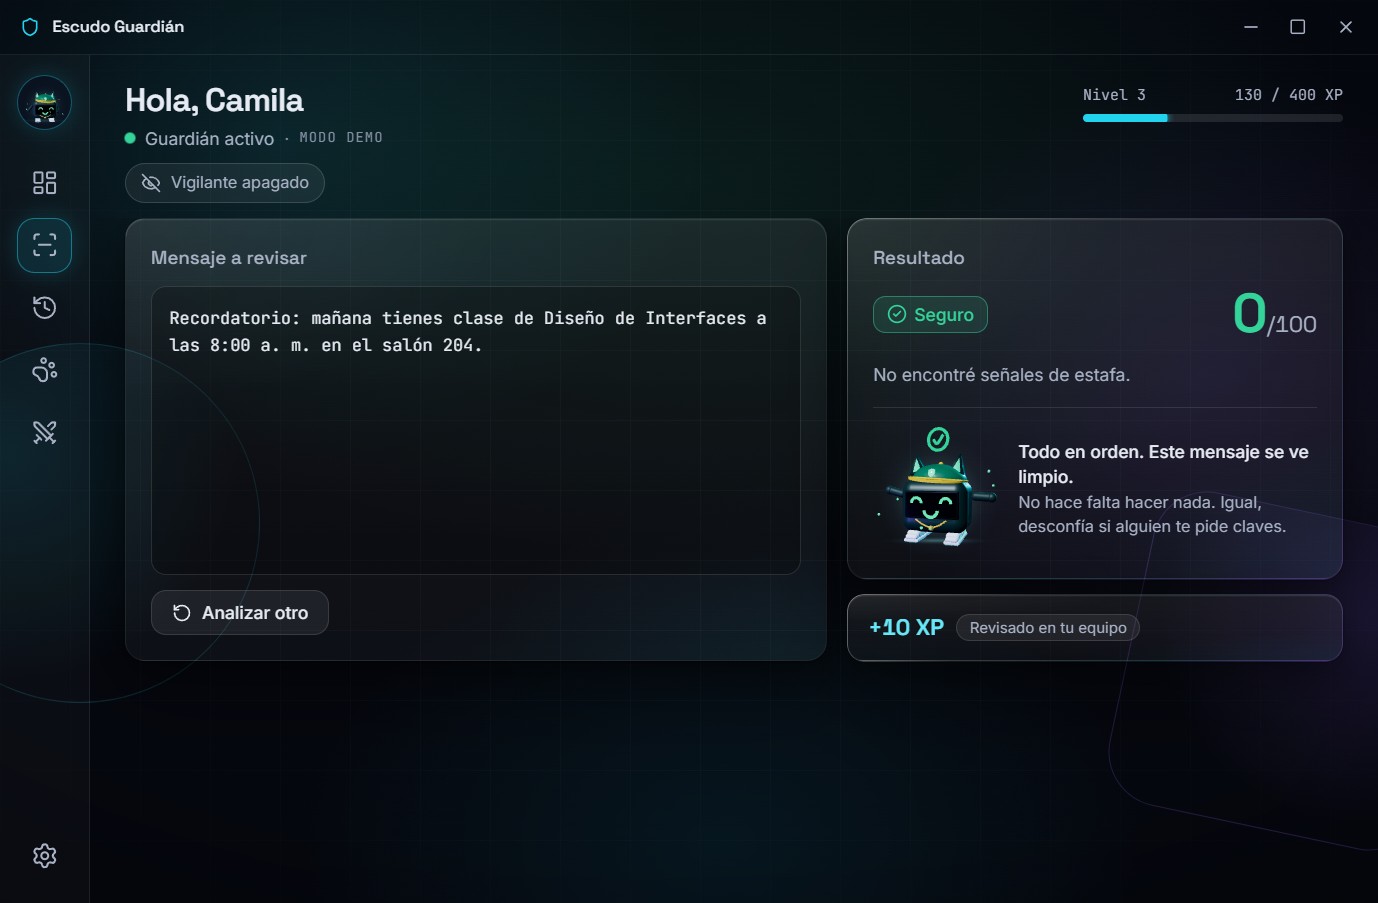 Escudo Guardián
Hola, Camila
Guardián activo · MODO DEMO
Vigilante apagado
Nivel 3
130 / 400 XP
Mensaje a revisar
Recordatorio: mañana tienes clase de Diseño de Interfaces a
las 8:00 a. m. en el salón 204.
Analizar otro
Resultado
Seguro
0/100
No encontré señales de estafa.
Todo en orden. Este mensaje se ve
limpio.
No hace falta hacer nada. Igual,
desconfía si alguien te pide claves.
+10 XP
Revisado en tu equipo